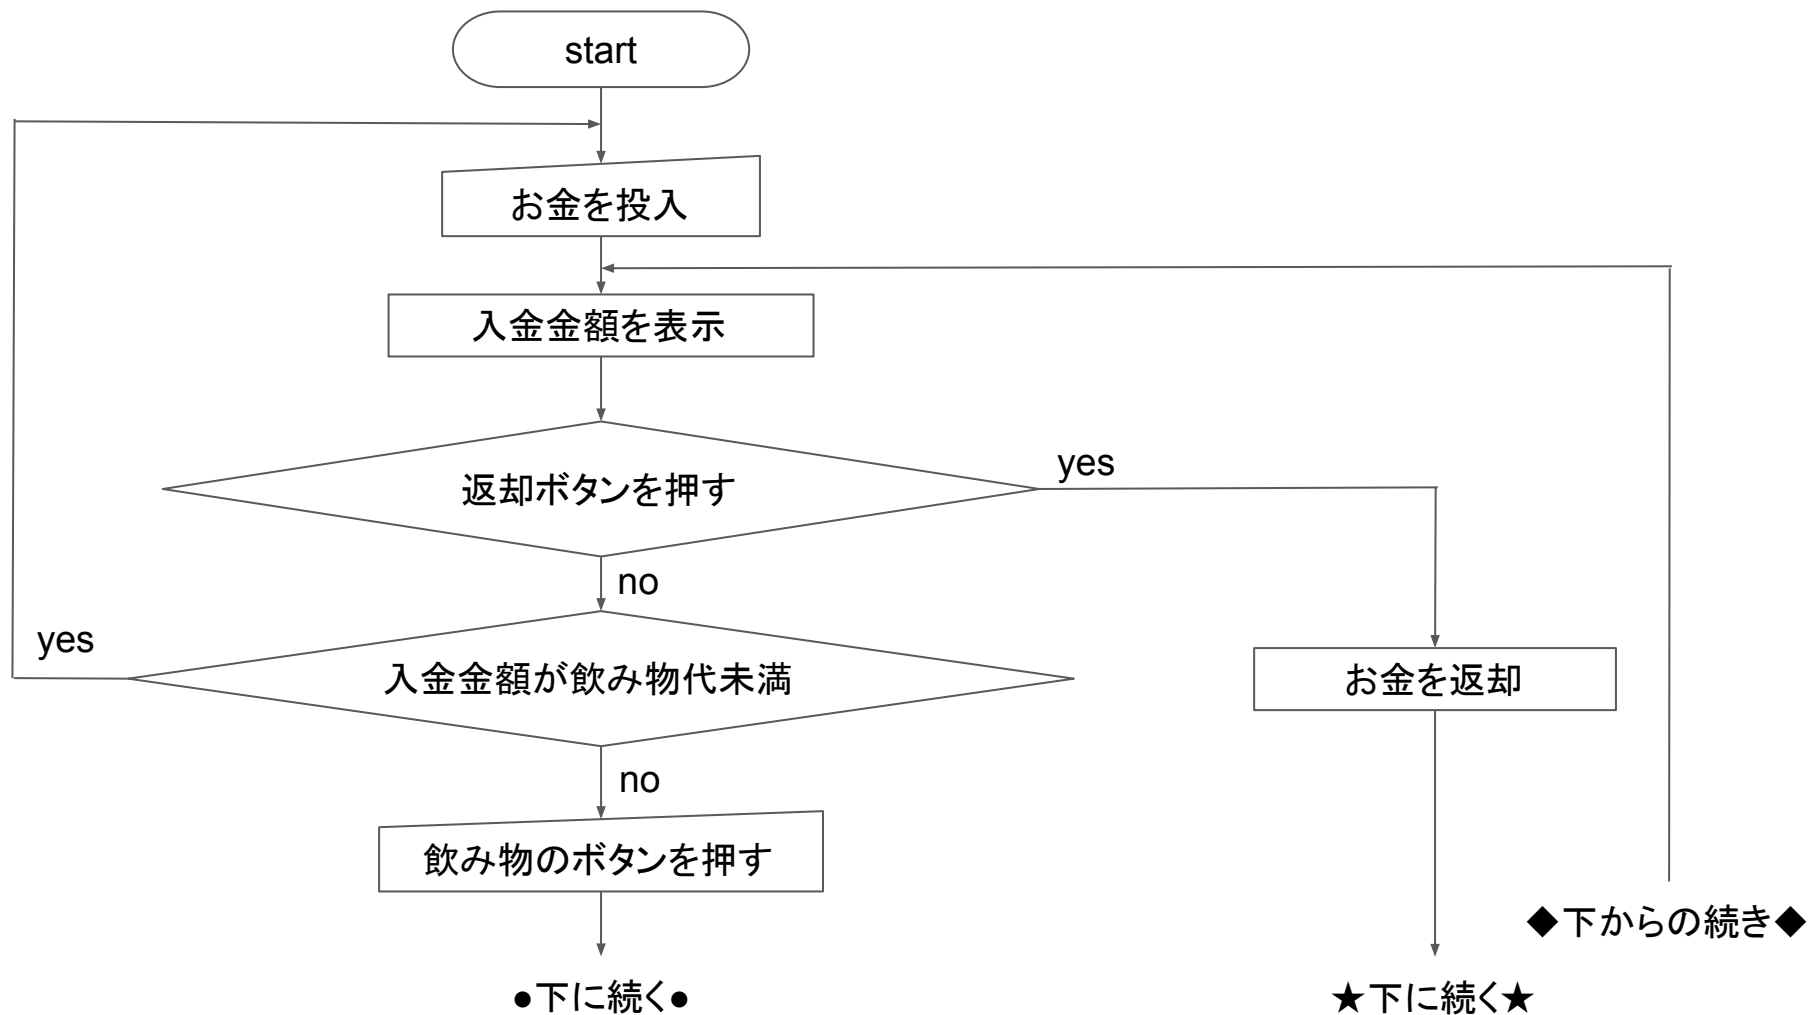 start
お金を投入
入金金額を表示
返却ボタンを押す
yes
no
yes
入金金額が飲み物代未満
お金を返却
no
飲み物のボタンを押す
◆下からの続き◆
●下に続く●
★下に続く★